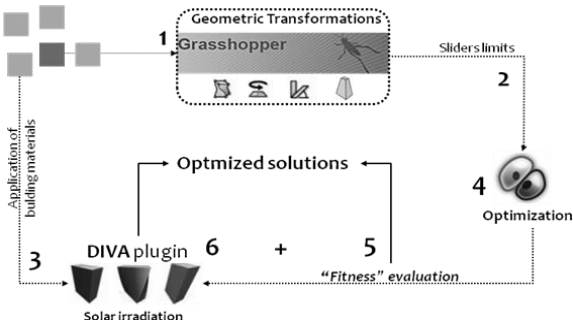 Geometric Transformations
1
Grasshopper
Sliders limits
2
Application of
bulding materials
Optmized solutions
4
Optimization
3
DIVA plugin
6
+
5
"Fitness" evaluation
Solar irradiation